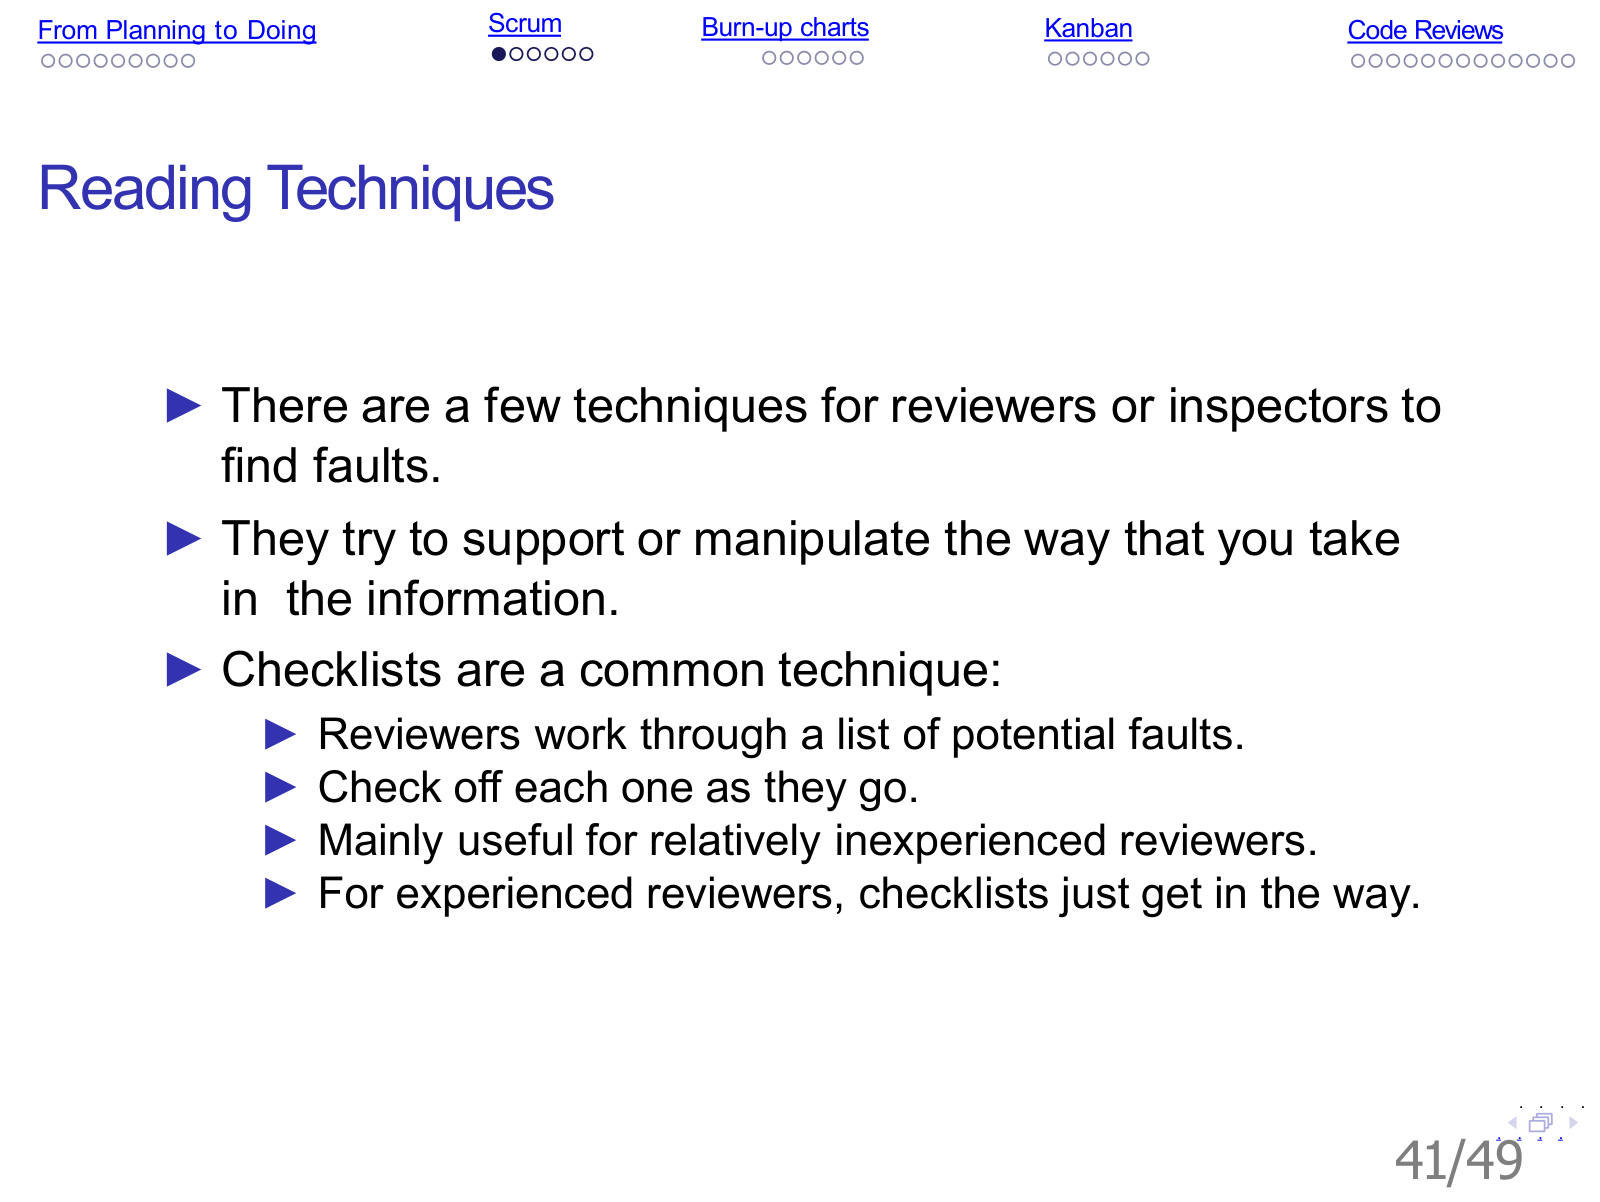 From Planning to Doing
Scrum
Burn-up charts
Kanban
Code Reviews
Reading Techniques
There are a few techniques for reviewers or inspectors to
find faults.
They try to support or manipulate the way that you take
in  the information.
Checklists are a common technique:
Reviewers work through a list of potential faults.
Check off each one as they go.
Mainly useful for relatively inexperienced reviewers.
For experienced reviewers, checklists just get in the way.
41/49